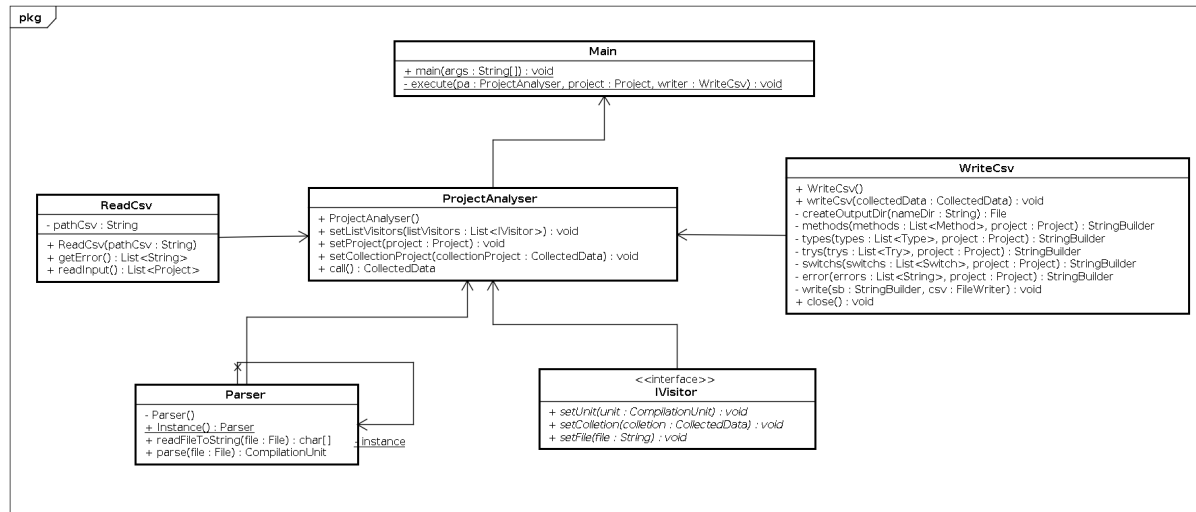 pkg
Main
+ main(args : String[]) : void
- execute(pa : ProjectAnalyser, project : Project, writer : WriteCsv) : void
ReadCsv
- pathCsv : String
+ ReadCsv(pathCsv : String)
+ getError() : List<String>
+ readInput() : List<Project>
ProjectAnalyser
+ ProjectAnalyser()
+ setListVisitors(listVisitors : List<IVisitor>) : void
+ setProject(project : Project) : void
+ setCollectionProject(collectionProject : CollectedData) : void
+ call() : CollectedData
WriteCsv
+ WriteCsv()
+ writeCsv(collectedData : CollectedData) : void
- createOutputDir(nameDir : String) : File
- methods(methods : List<Method>, project : Project) : StringBuilder
- types(types : List<Type>, project : Project) : StringBuilder
- trys(trys : List<Try>, project : Project) : StringBuilder
- switchs(switchs : List<Switch>, project : Project) : StringBuilder
- error(errors : List<String>, project : Project) : StringBuilder
- write(sb : StringBuilder, csv : FileWriter) : void
+ close() : void
Parser
- Parser()
+ Instance() : Parser
+ readFileToString(file : File) : char[]
+ parse(file : File) : CompilationUnit
- instance
<<interface>>
IVisitor
+ setUnit(unit : CompilationUnit) : void
+ setColletion(colletion : CollectedData) : void
+ setFile(file : String) : void